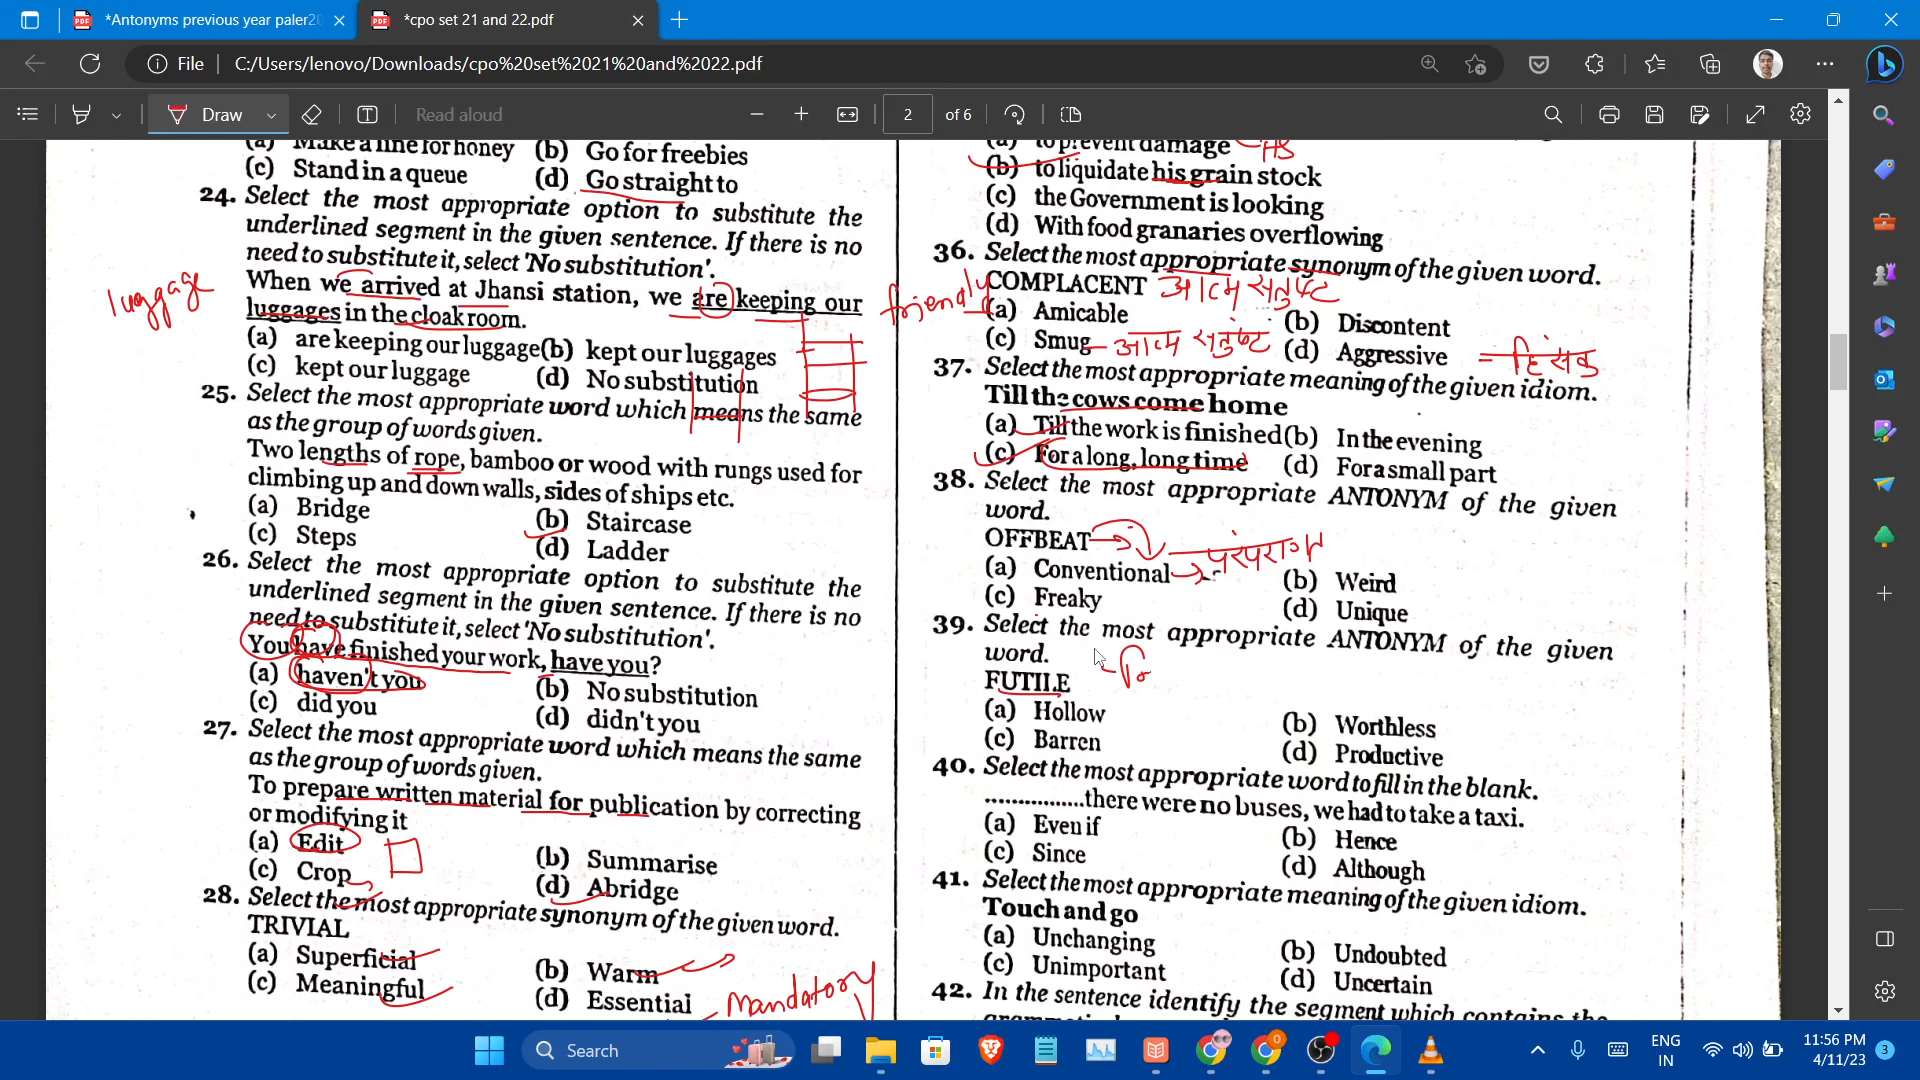 *Antonyms previous year paler20
*cpo set 21 and 22.pdf
File
C:/Users/lenovo/Downloads/cpo%20set%2021%20and%2022.pdf
Draw
Read aloud
2
of 6
(a) Make a line for honey (b) Go for freebies
(c) Stand in a queue (d) Go straight to
24. Select the most appropriate option to substitute the
underlined segment in the given sentence. If there is no
need to substitute it, select 'No substitution'.
When we arrived at Jhansi station, we are keeping our
luggages in the cloak room.
luggage
(a) are keeping our luggage (b) kept our luggages
(c) kept our luggage (d) No substitution
25. Select the most appropriate word which means the same
as the group of words given.
Two lengths of rope, bamboo or wood with rungs used for
climbing up and down walls, sides of ships etc.
(a) Bridge (b) Staircase
(c) Steps (d) Ladder
26. Select the most appropriate option to substitute the
underlined segment in the given sentence. If there is no
need to substitute it, select 'No substitution'.
You have finished your work, have you?
(a) haven't you (b) No substitution
(c) did you (d) didn't you
27. Select the most appropriate word which means the same
as the group of words given.
To prepare written material for publication by correcting
or modifying it
(a) Edit (b) Summarise
(c) Crop (d) Abridge
28. Select the most appropriate synonym of the given word.
TRIVIAL
(a) Superficial (b) Warm
(c) Meaningful (d) Essential
Mandatory
(a) to prevent damage
(b) to liquidate his grain stock
(c) the Government is looking
(d) With food granaries overflowing
36. Select the most appropriate synonym of the given word.
COMPLACENT आत्म सन्तुष्ट
friendly
(a) Amicable (b) Discontent
(c) Smug आत्म सन्तुष्ट (d) Aggressive = हिंसक
37. Select the most appropriate meaning of the given idiom.
Till the cows come home
(a) Till the work is finished (b) In the evening
(c) For a long, long time (d) For a small part
38. Select the most appropriate ANTONYM of the given
word.
OFFBEAT
(a) Conventional (b) Weird
(c) Freaky (d) Unique
39. Select the most appropriate ANTONYM of the given
word.
FUTILE
(a) Hollow (b) Worthless
(c) Barren (d) Productive
40. Select the most appropriate word to fill in the blank.
................there were no buses, we had to take a taxi.
(a) Even if (b) Hence
(c) Since (d) Although
41. Select the most appropriate meaning of the given idiom.
Touch and go
(a) Unchanging (b) Undoubted
(c) Unimportant (d) Uncertain
42. In the sentence identify the segment which contains the
Search
ENG
IN
11:56 PM
4/11/23
3